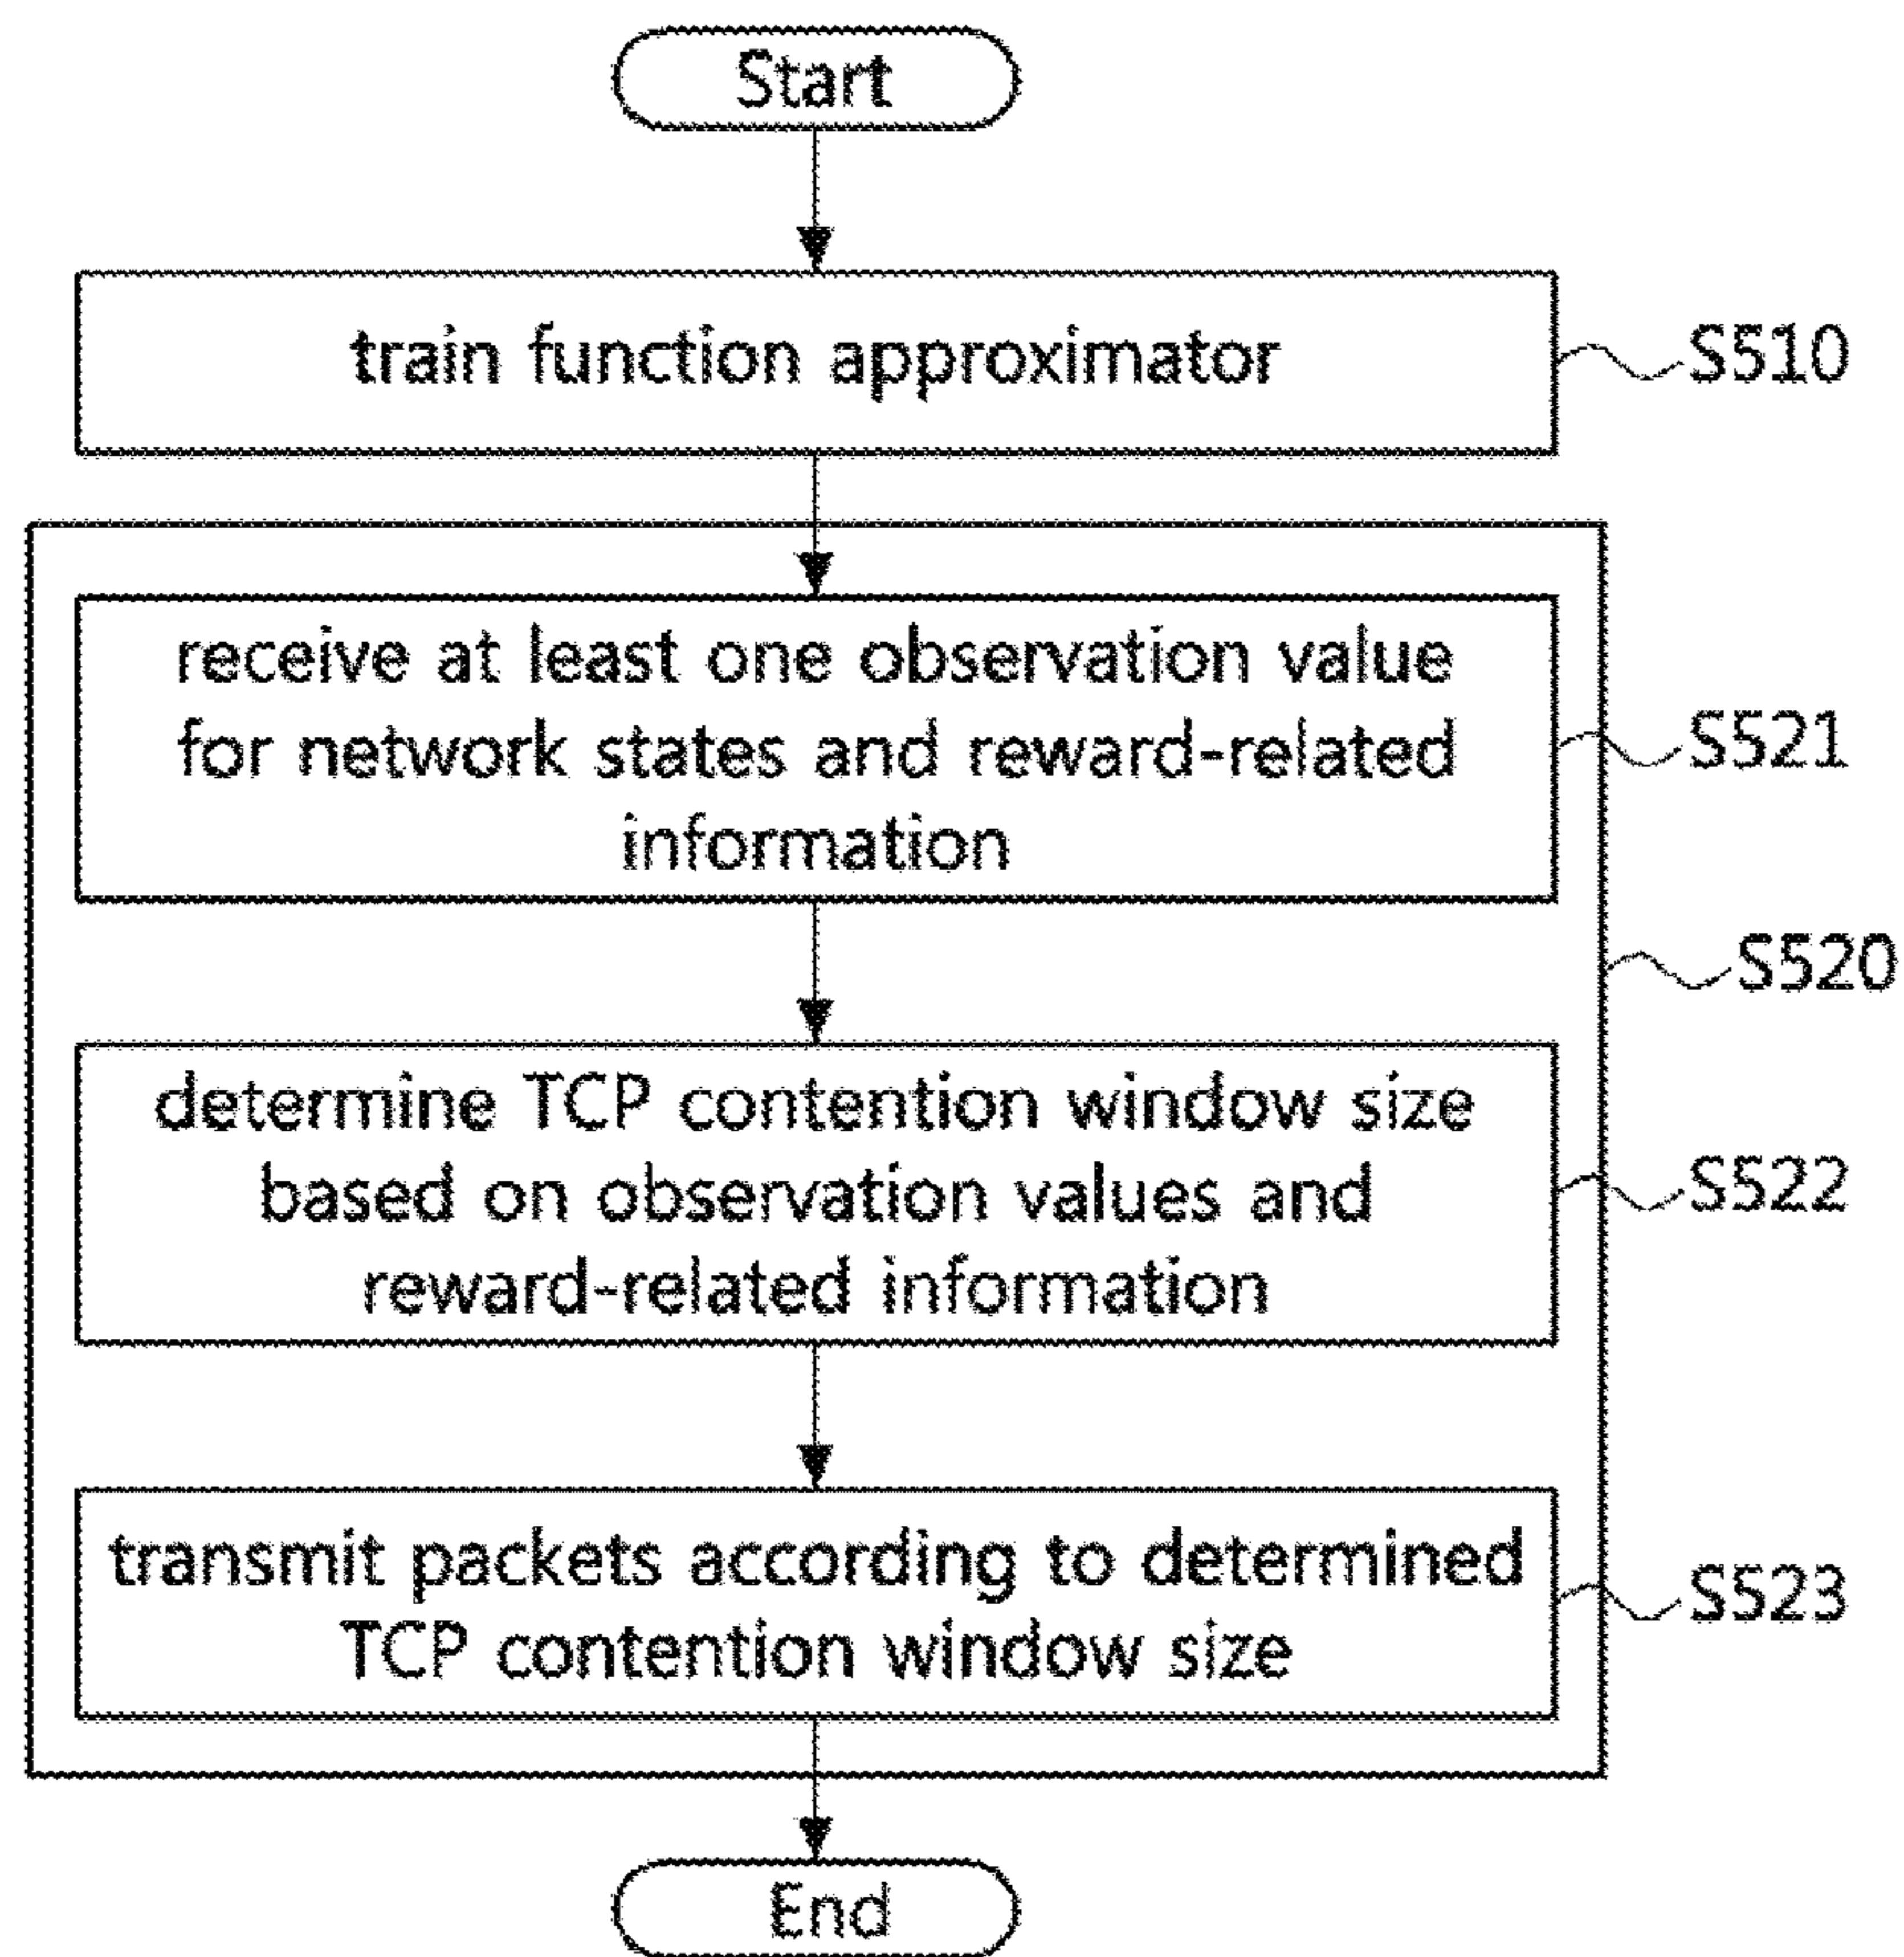 Start
train function approximator
S510
receive at least one observation value
for network states and reward-related
information
S521
S520
determine TCP contention window size
based on observation values and
reward-related information
S522
transmit packets according to determined
TCP contention window size
S523
End